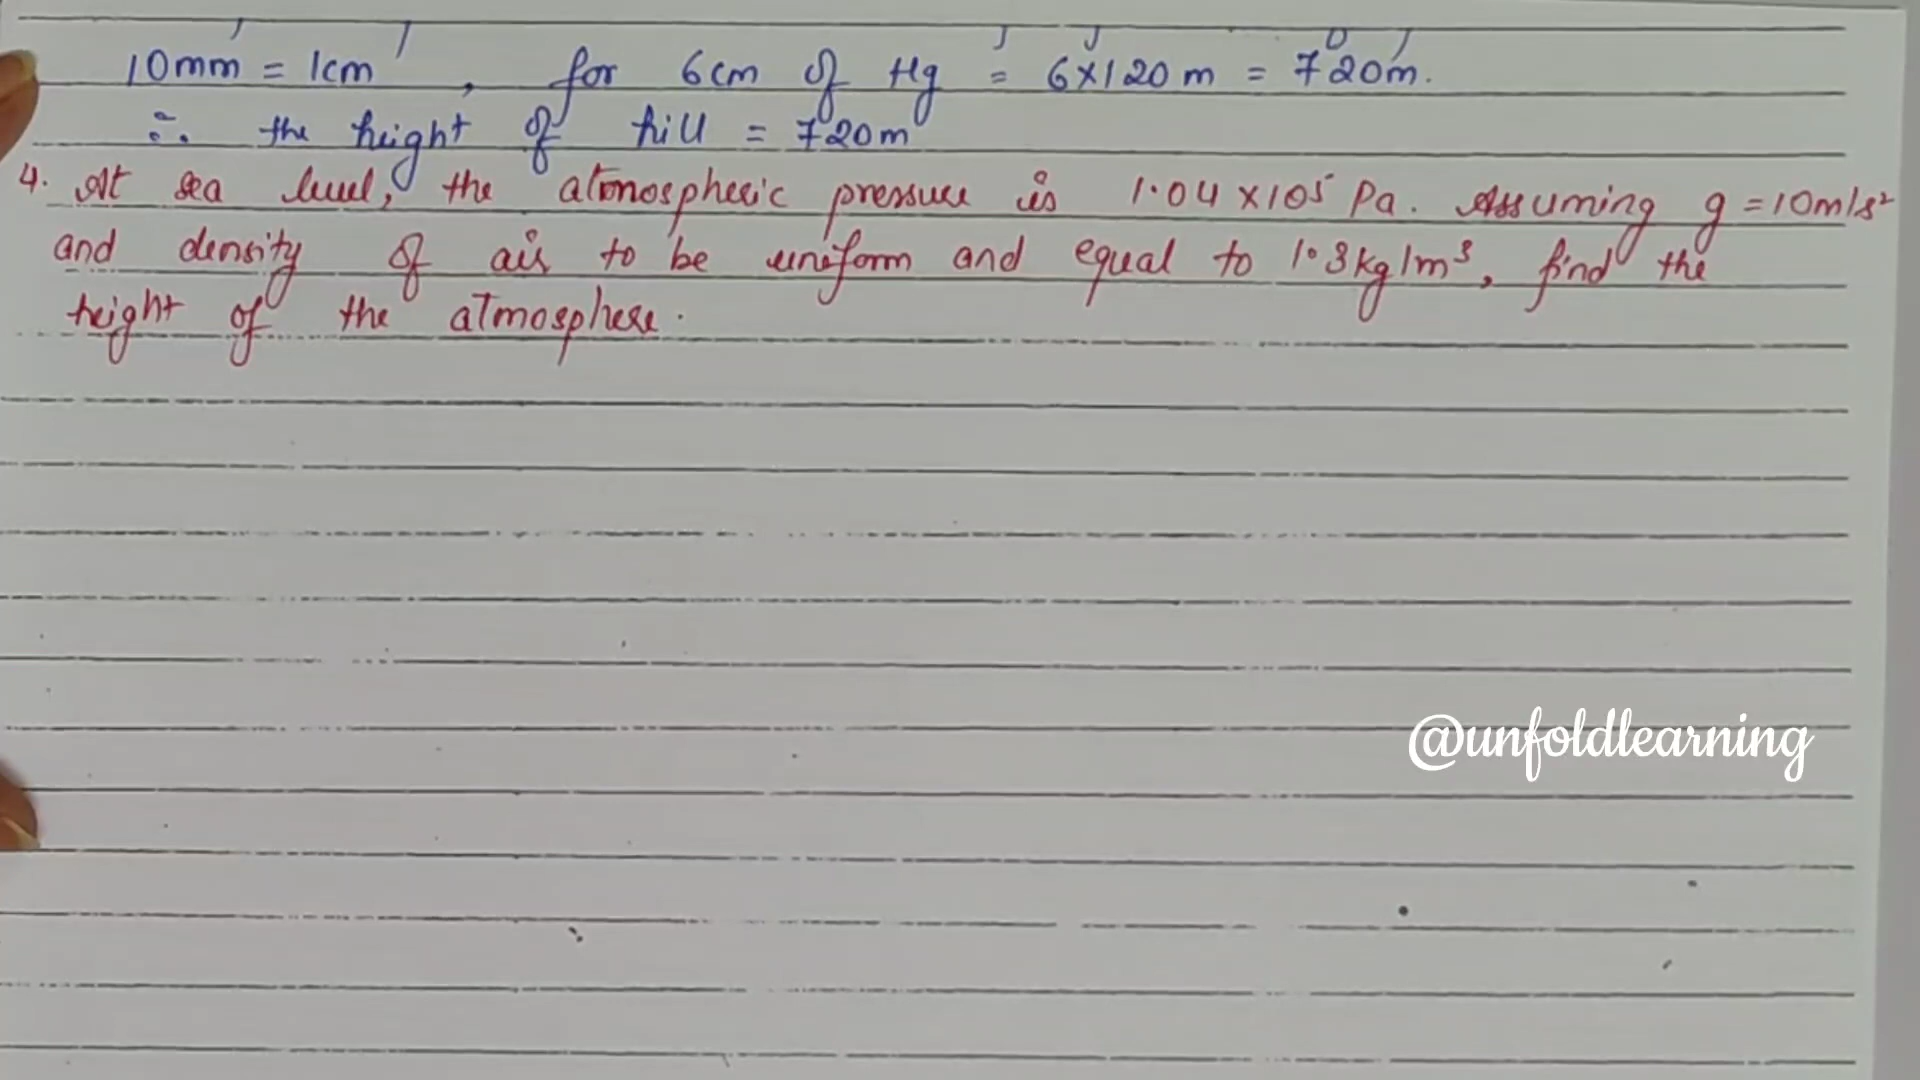 10mm = 1cm , for 6cm of Hg = 6×120m = 720m.
∴ the height of hill = 720m
4. At sea level, the atmospheric pressure is 1.04 ×10⁵ Pa. Assuming g = 10m/s²
and density of air to be uniform and equal to 1.3kg/m³, find the
height of the atmosphere.
@unfoldlearning